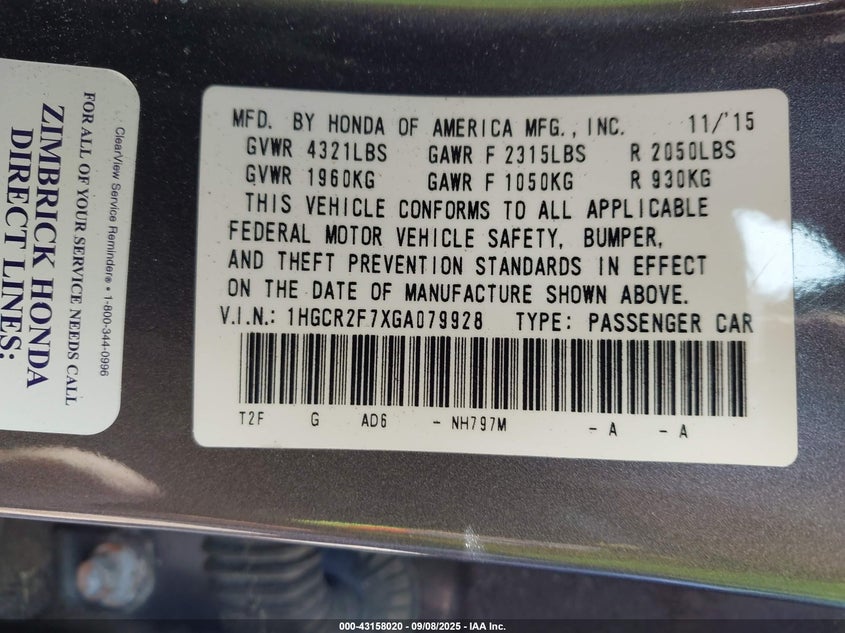 MFD. BY HONDA OF AMERICA MFG., INC. 11/'15
GVWR 4321LBS GAWR F 2315LBS R 2050LBS
GVWR 1960KG GAWR F 1050KG R 930KG
THIS VEHICLE CONFORMS TO ALL APPLICABLE
FEDERAL MOTOR VEHICLE SAFETY, BUMPER,
AND THEFT PREVENTION STANDARDS IN EFFECT
ON THE DATE OF MANUFACTURE SHOWN ABOVE.
V.I.N.: 1HGCR2F7XGA079928 TYPE: PASSENGER CAR
T2F G AD6 - NH797M - A - A
ClearView Service Reminder® • 1-800-344-0996
FOR ALL OF YOUR SERVICE NEEDS CALL
ZIMBRICK HONDA
DIRECT LINES:
000-43158020 - 09/08/2025 - IAA Inc.